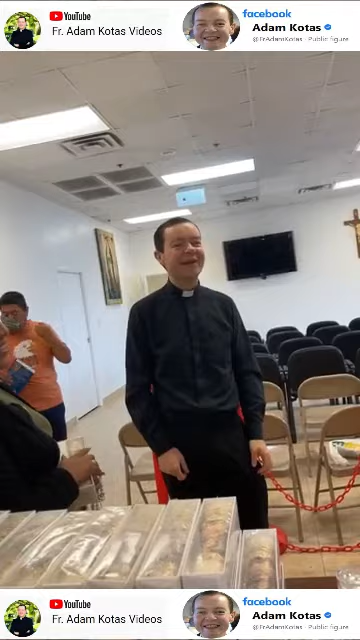 YouTube
Fr. Adam Kotas Videos
facebook
Adam Kotas
@FrAdamKotas · Public figure
YouTube
Fr. Adam Kotas Videos
facebook
Adam Kotas
@FrAdamKotas · Public figure